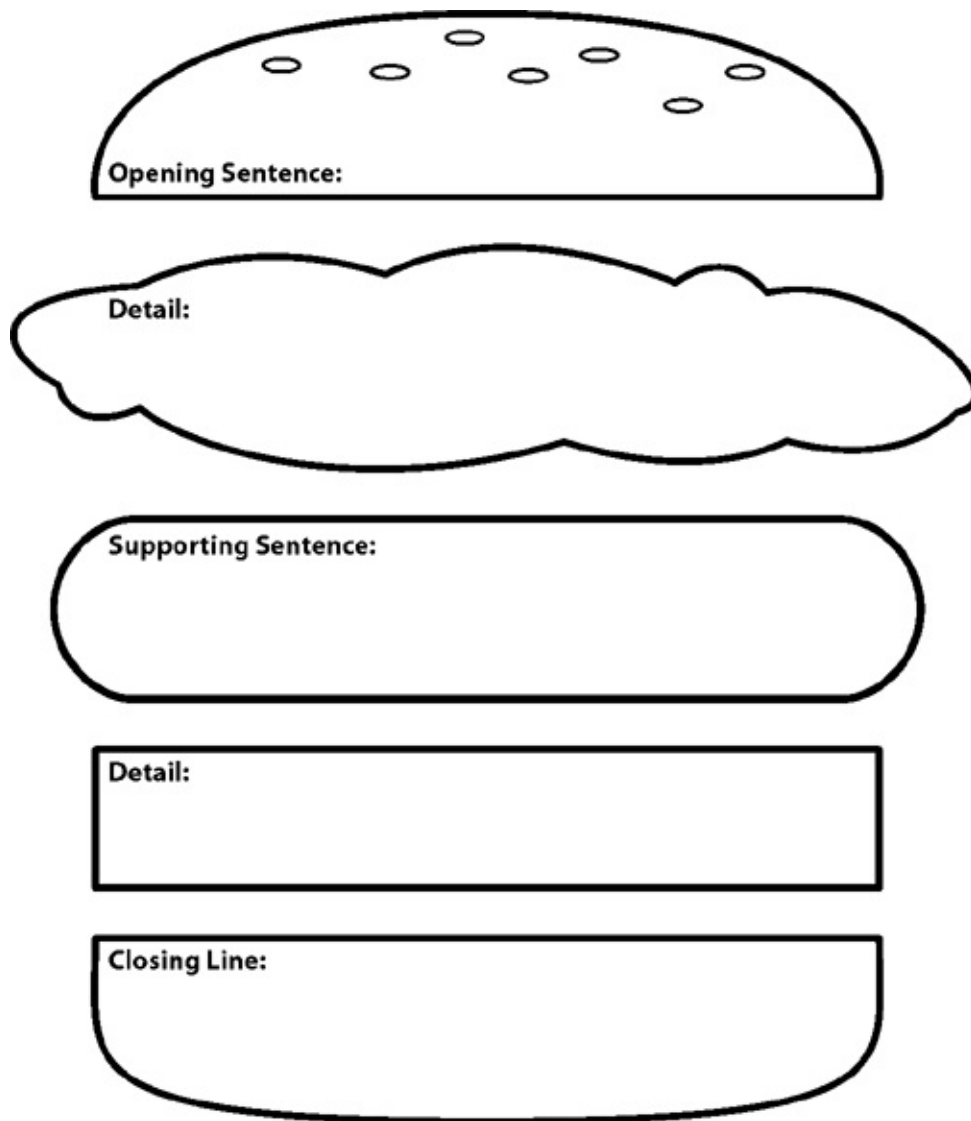 Opening Sentence:
Detail:
Supporting Sentence:
Detail:
Closing Line: